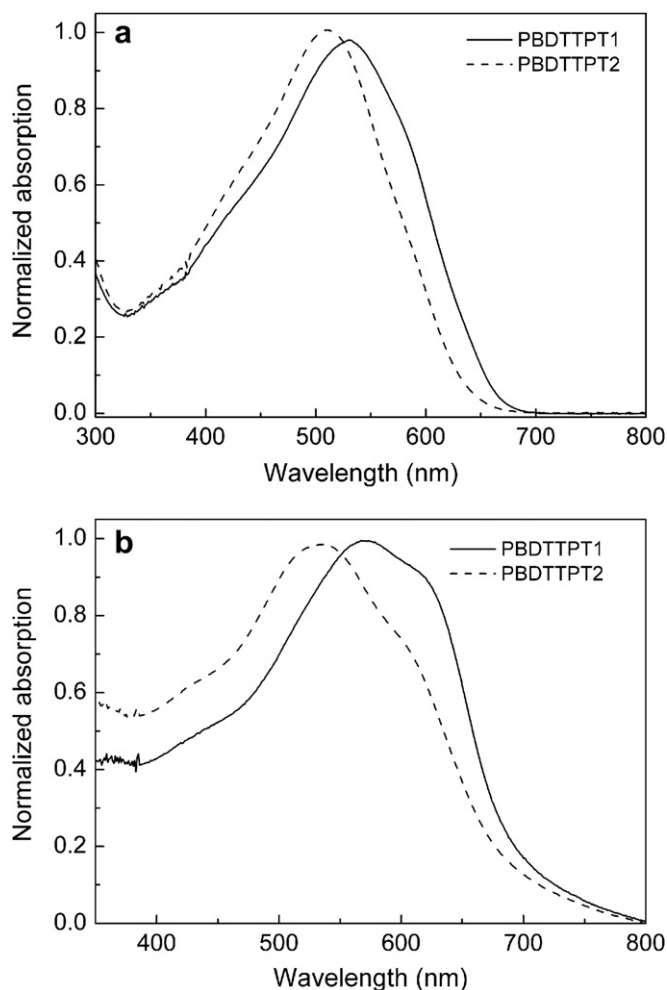 a
PBDTTPT1
PBDTTPT2
1.0
0.8
0.6
0.4
0.2
0.0
Normalized absorption
300 400 500 600 700 800
Wavelength (nm)
b
PBDTTPT1
PBDTTPT2
1.0
0.8
0.6
0.4
0.2
0.0
Normalized absorption
400 500 600 700 800
Wavelength (nm)